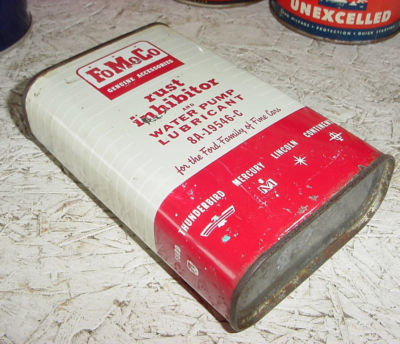 UNEXCELLED
FoMoCo
GENUINE ACCESSORIES
rust
inhibitor
AND
WATER PUMP
LUBRICANT
8A-19546-C
for the Ford Family of Fine Cars
THUNDERBIRD MERCURY LINCOLN CONTINENTAL
M
FORD